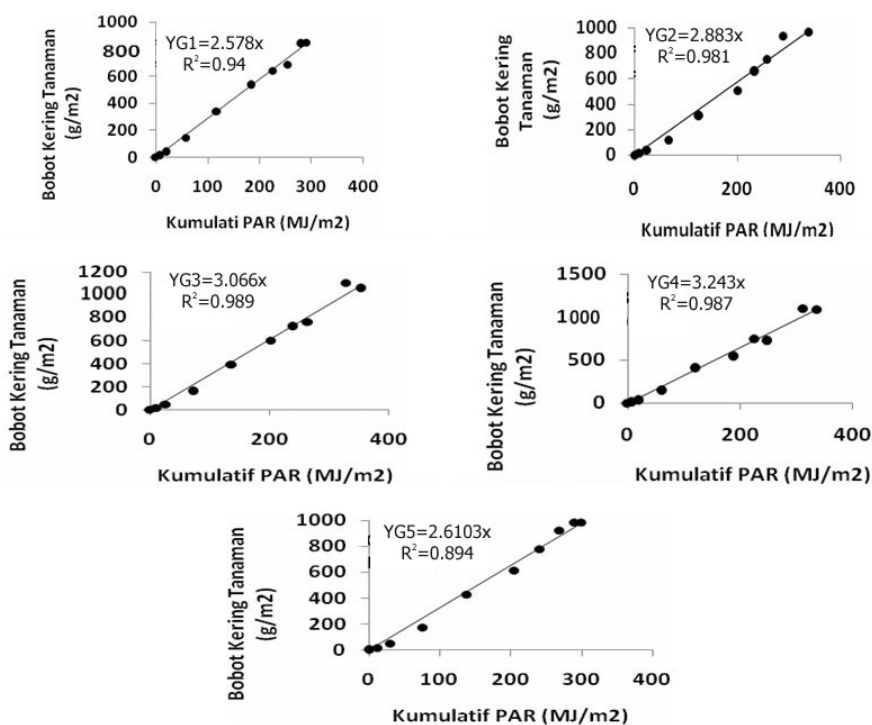 Bobot Kering Tanaman
(g/m2)
1000
800
600
400
200
0
YG1=2.578x
R²=0.94
0 100 200 300 400
Kumulati PAR (MJ/m2)
Bobot Kering
Tanaman
(g/m2)
1000
800
600
400
200
0
YG2=2.883x
R²=0.981
0 200 400
Kumulatif PAR (MJ/m2)
Bobot Kering Tanaman
(g/m2)
1200
1000
800
600
400
200
0
YG3=3.066x
R²=0.989
0 200 400
Kumulatif PAR (MJ/m2)
Bobot Kering Tanaman
(g/m2)
1500
1000
500
0
YG4=3.243x
R²=0.987
0 200 400
Kumulatif PAR (MJ/m2)
Bobot Kering Tanaman
(g/m2)
1000
800
600
400
200
0
YG5=2.6103x
R²=0.894
0 100 200 300 400
Kumulatif PAR (MJ/m2)